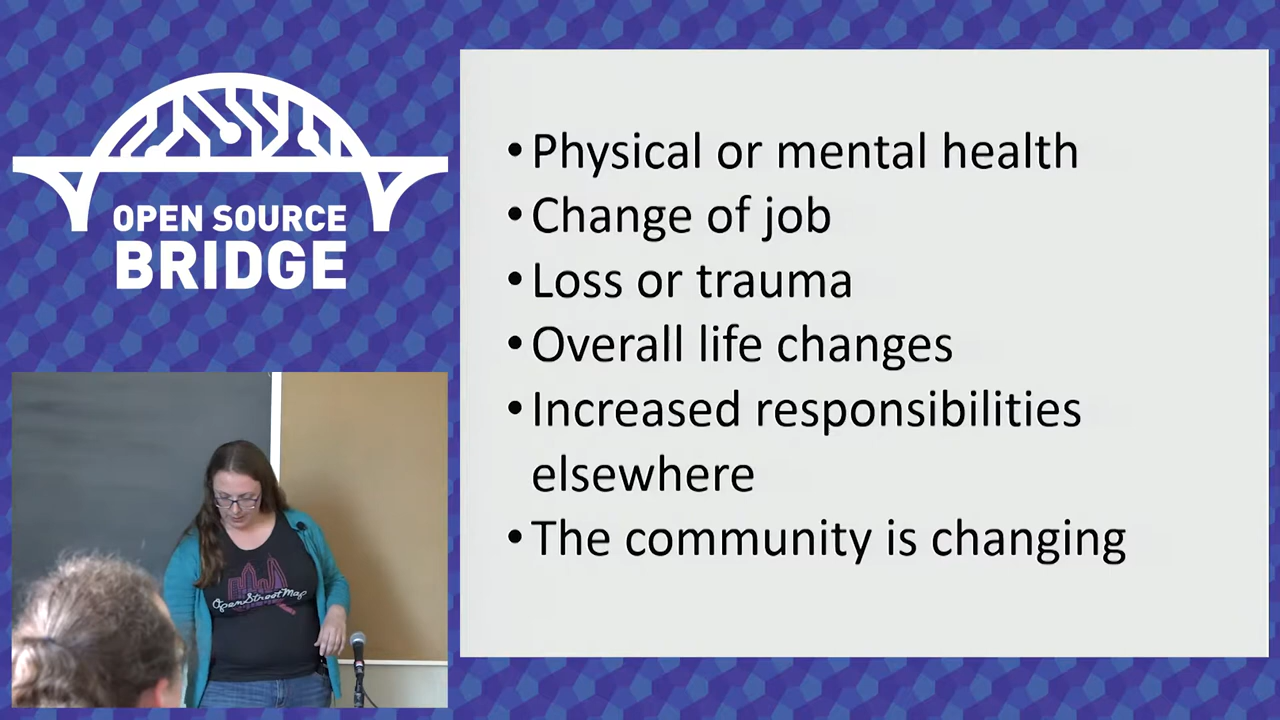 OPEN SOURCE
BRIDGE
• Physical or mental health
• Change of job
• Loss or trauma
• Overall life changes
• Increased responsibilities
elsewhere
• The community is changing
OpenStreetMap